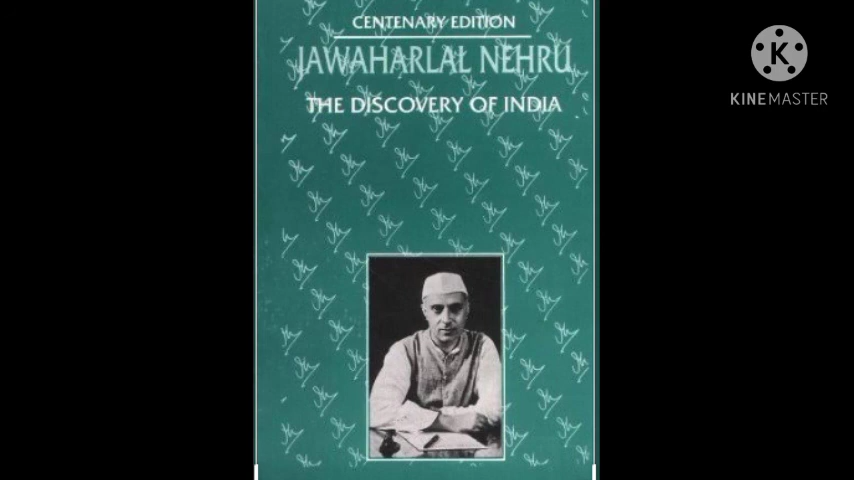 CENTENARY EDITION
JAWAHARLAL NEHRU
THE DISCOVERY OF INDIA
K
KINEMASTER